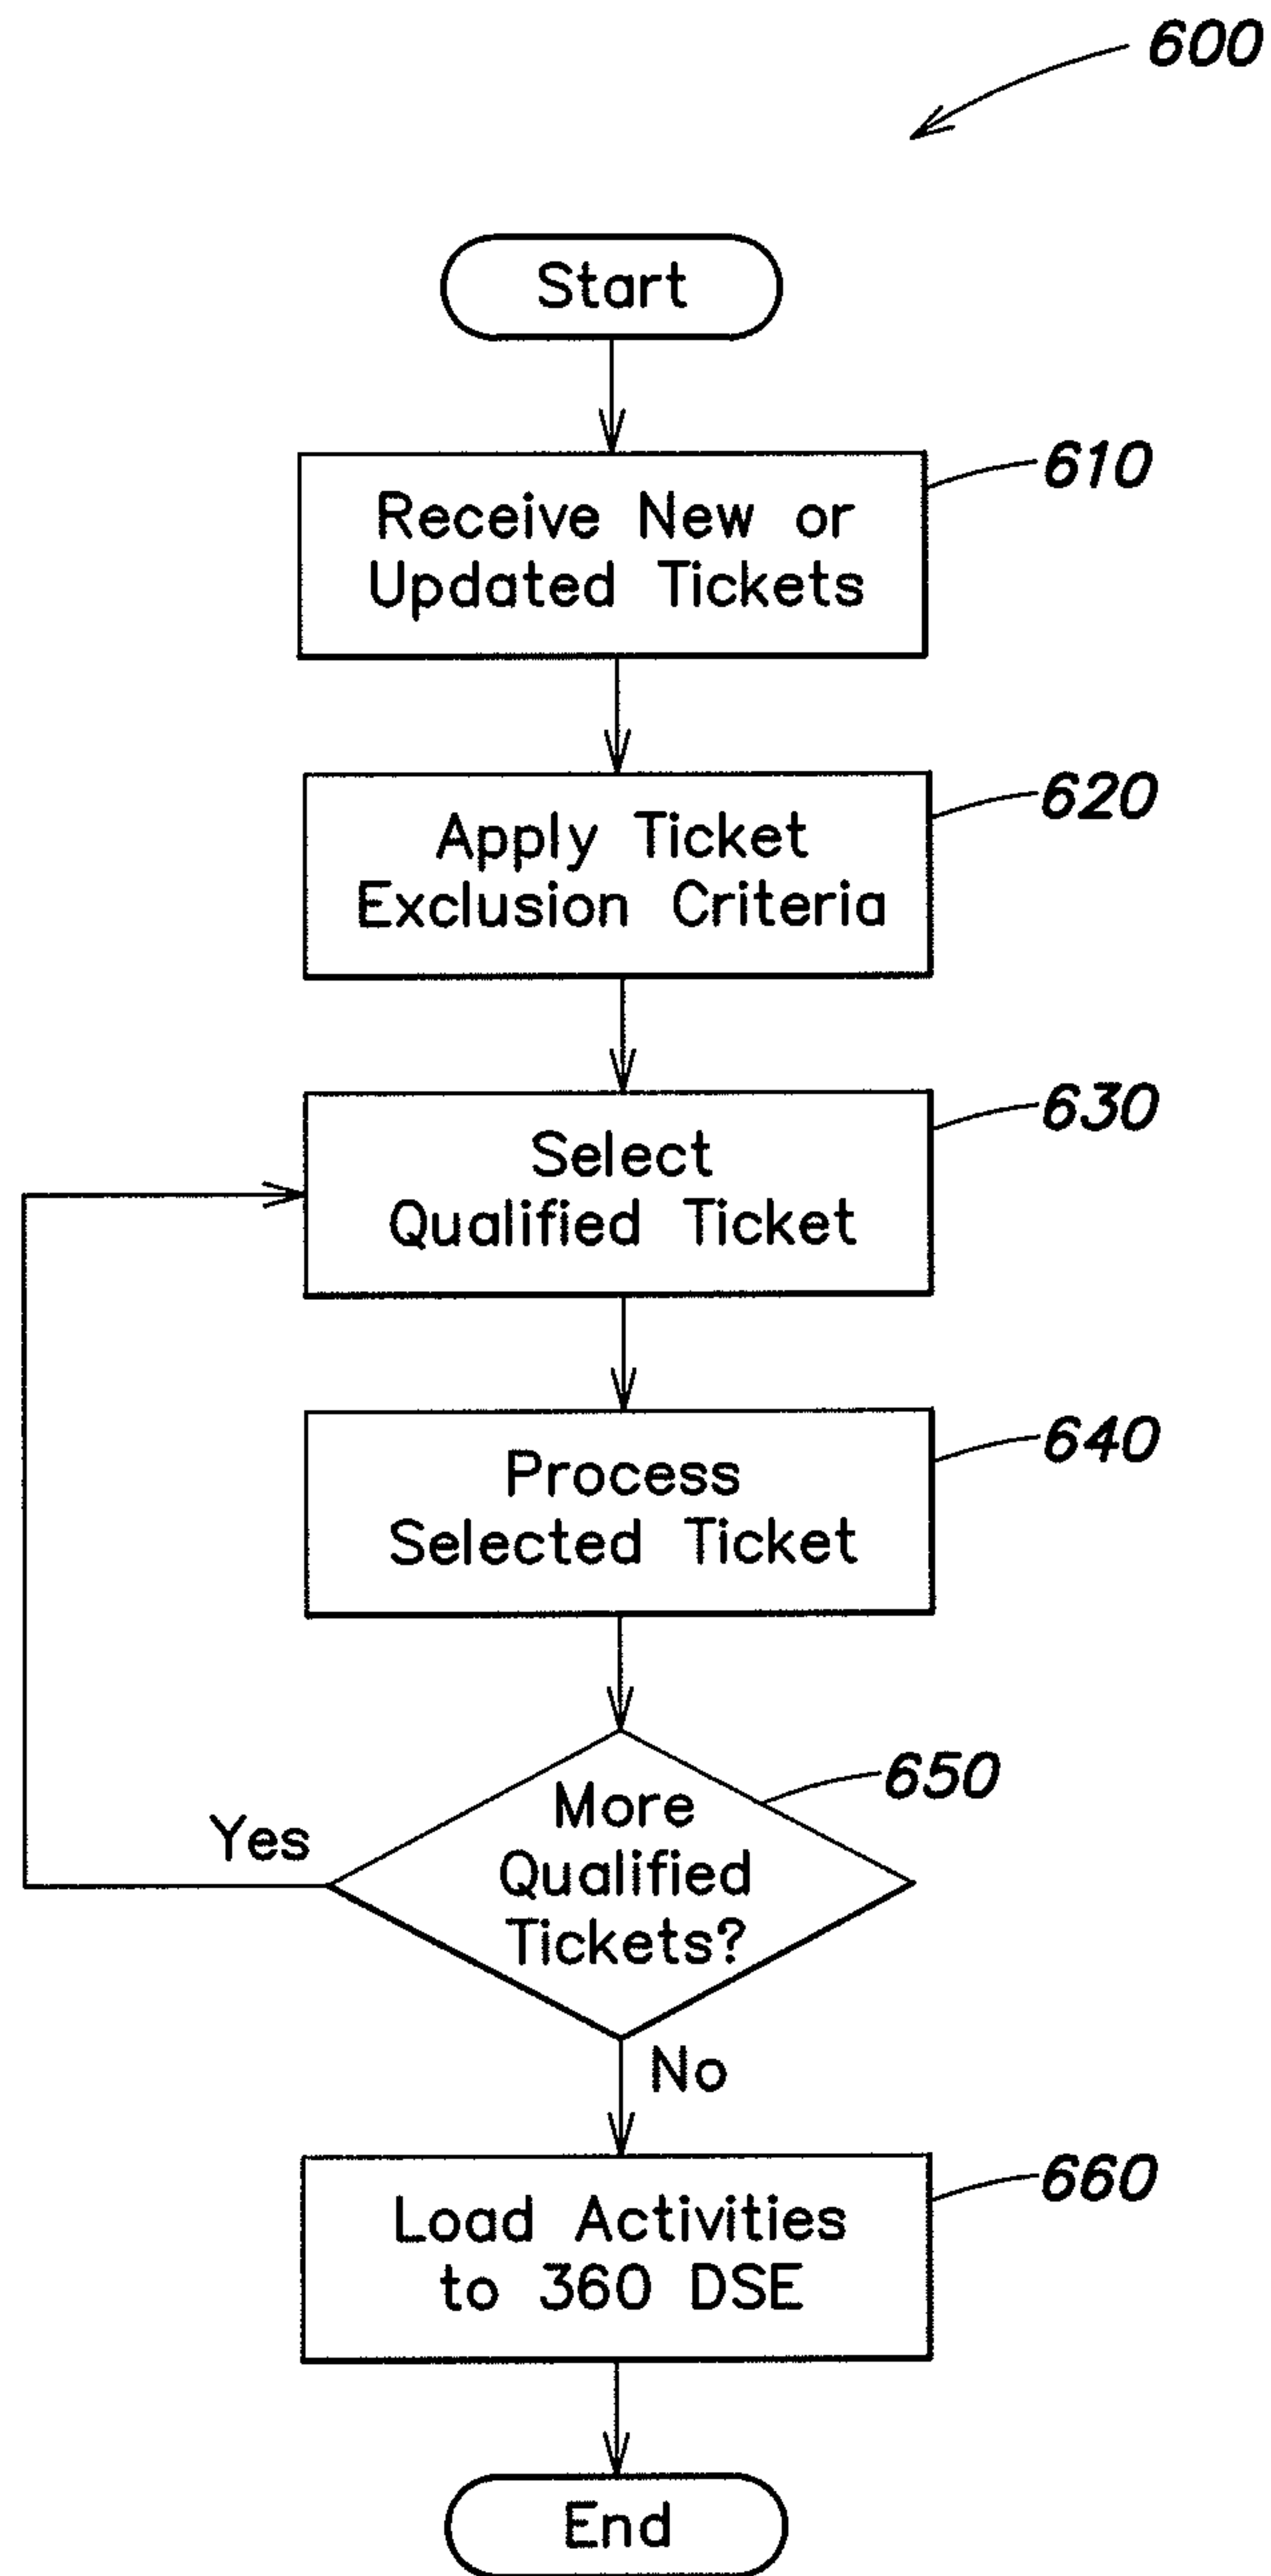 600
Start
610
Receive New or
Updated Tickets
620
Apply Ticket
Exclusion Criteria
630
Select
Qualified Ticket
640
Process
Selected Ticket
650
More
Qualified
Tickets?
Yes
No
660
Load Activities
to 360 DSE
End